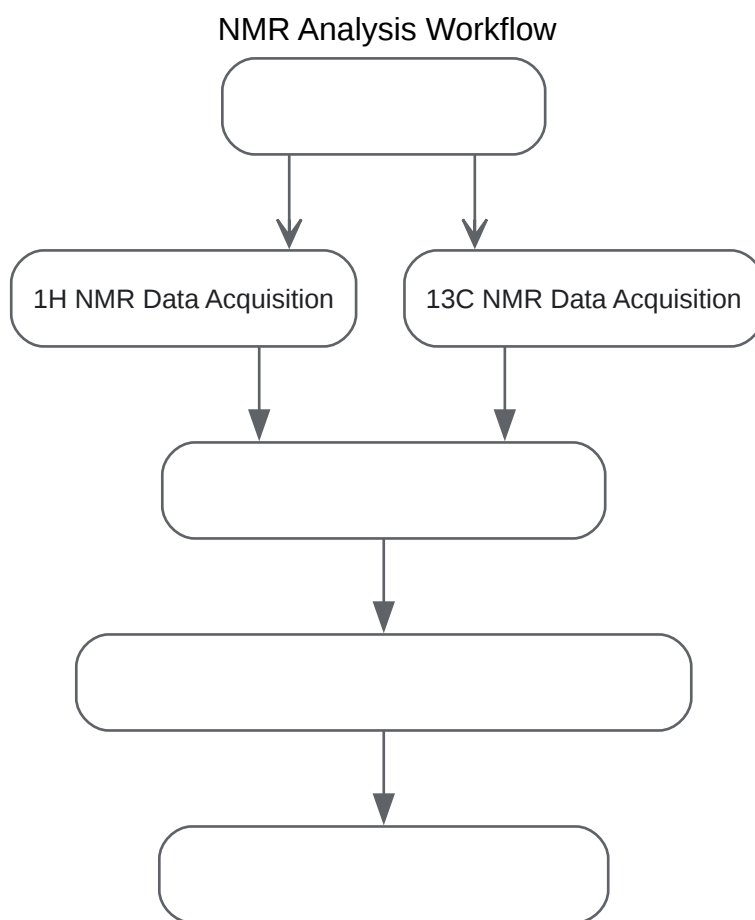 NMR Analysis Workflow
1H NMR Data Acquisition
13C NMR Data Acquisition